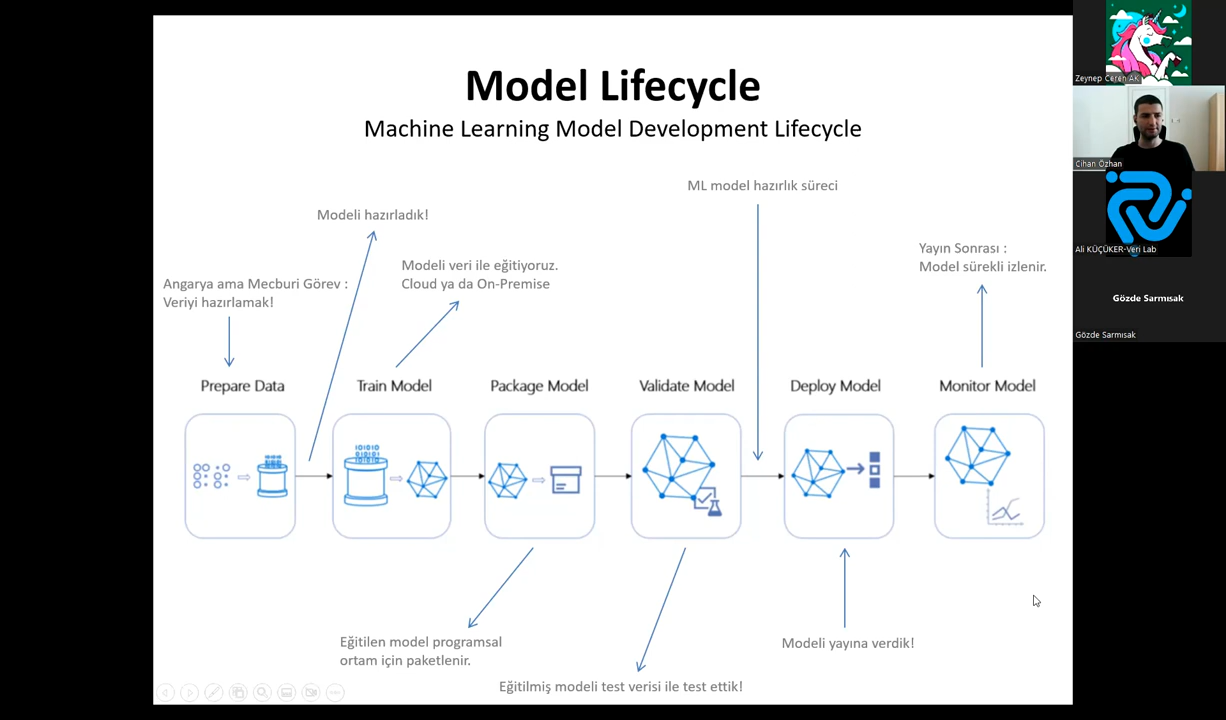 Model Lifecycle
Machine Learning Model Development Lifecycle
ML model hazırlık süreci
Modeli hazırladık!
Yayın Sonrası :
Model sürekli izlenir.
Modeli veri ile eğitiyoruz.
Cloud ya da On-Premise
Angarya ama Mecburi Görev :
Veriyi hazırlamak!
Prepare Data
Train Model
Package Model
Validate Model
Deploy Model
Monitor Model
Eğitilen model programsal
ortam için paketlenir.
Modeli yayına verdik!
Eğitilmiş modeli test verisi ile test ettik!
Zeynep Ceren AK
Cihan Özhan
Ali KÜÇÜKER-Veri Lab
Gözde Sarmısak
Gözde Sarmısak